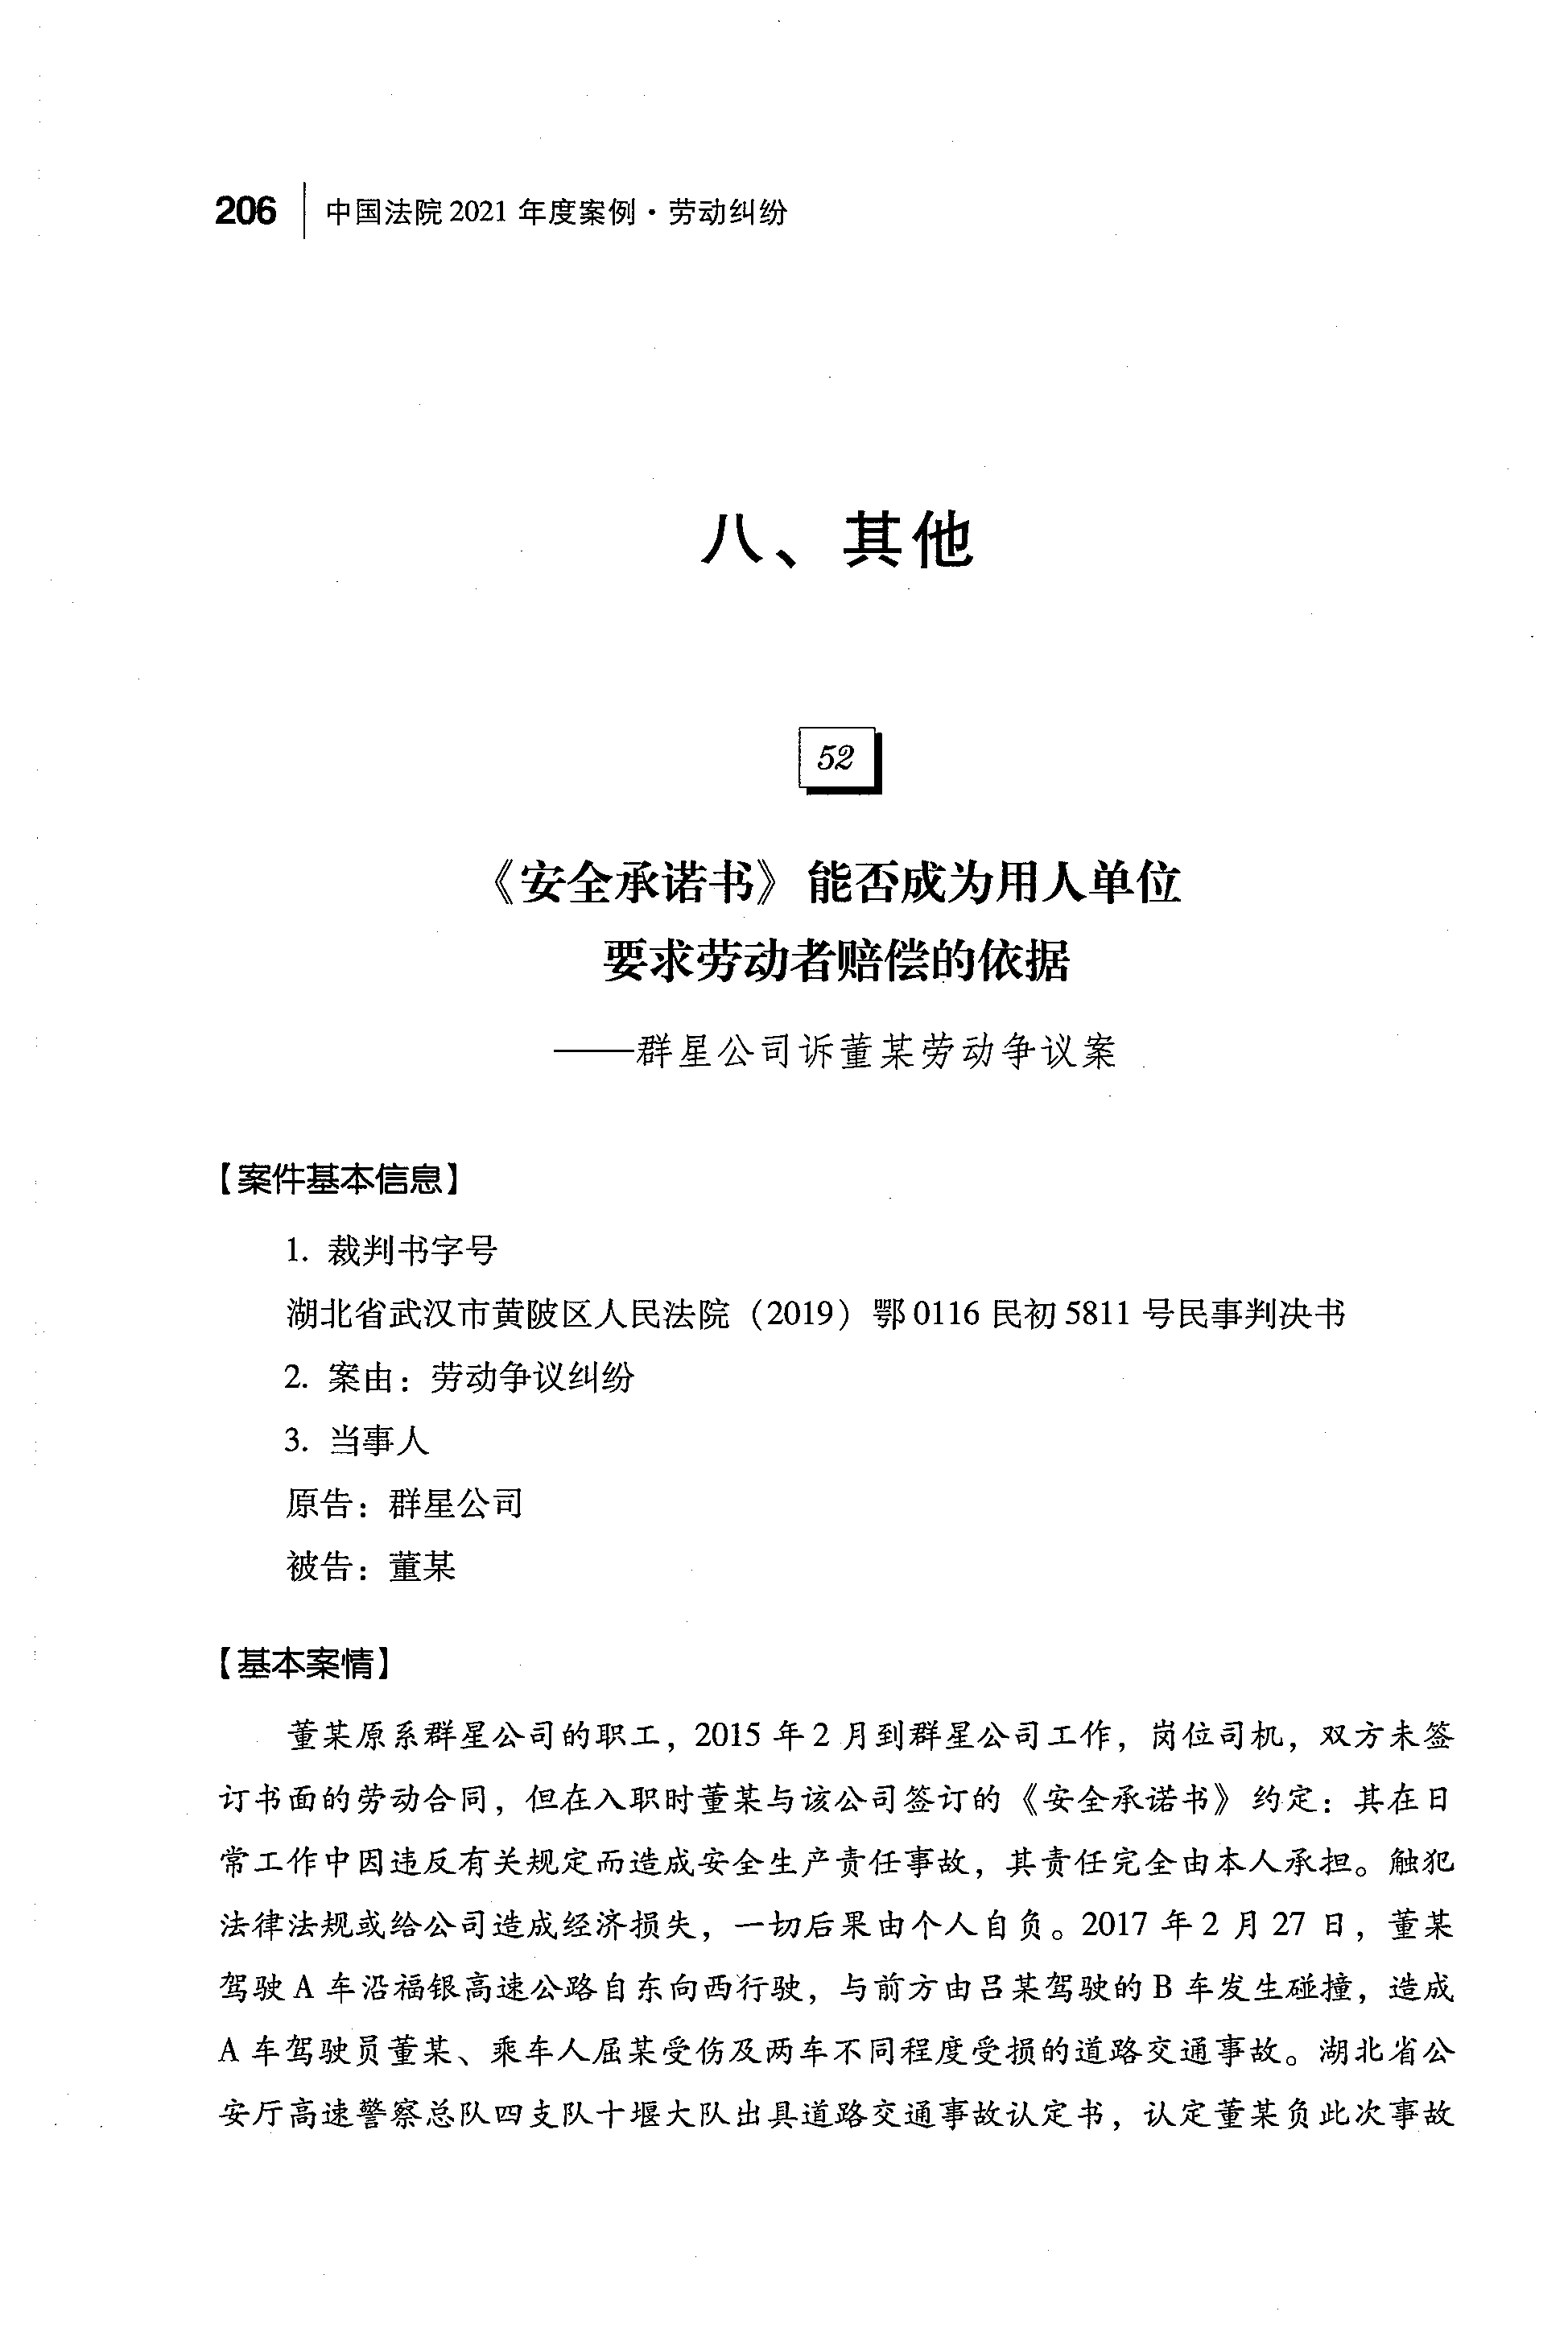 206 中国法院2021年度案例·劳动纠纷
八、其他
52
《安全承诺书》能否成为用人单位
要求劳动者赔偿的依据
——群星公司诉董某劳动争议案
【案件基本信息】
1. 裁判书字号
湖北省武汉市黄陂区人民法院（2019）鄂0116民初5811号民事判决书
2. 案由：劳动争议纠纷
3. 当事人
原告：群星公司
被告：董某
【基本案情】
董某原系群星公司的职工，2015年2月到群星公司工作，岗位司机，双方未签
订书面的劳动合同，但在入职时董某与该公司签订的《安全承诺书》约定：其在日
常工作中因违反有关规定而造成安全生产责任事故，其责任完全由本人承担。触犯
法律法规或给公司造成经济损失，一切后果由个人自负。2017年2月27日，董某
驾驶A车沿福银高速公路自东向西行驶，与前方由吕某驾驶的B车发生碰撞，造成
A车驾驶员董某、乘车人屈某受伤及两车不同程度受损的道路交通事故。湖北省公
安厅高速警察总队四支队十堰大队出具道路交通事故认定书，认定董某负此次事故